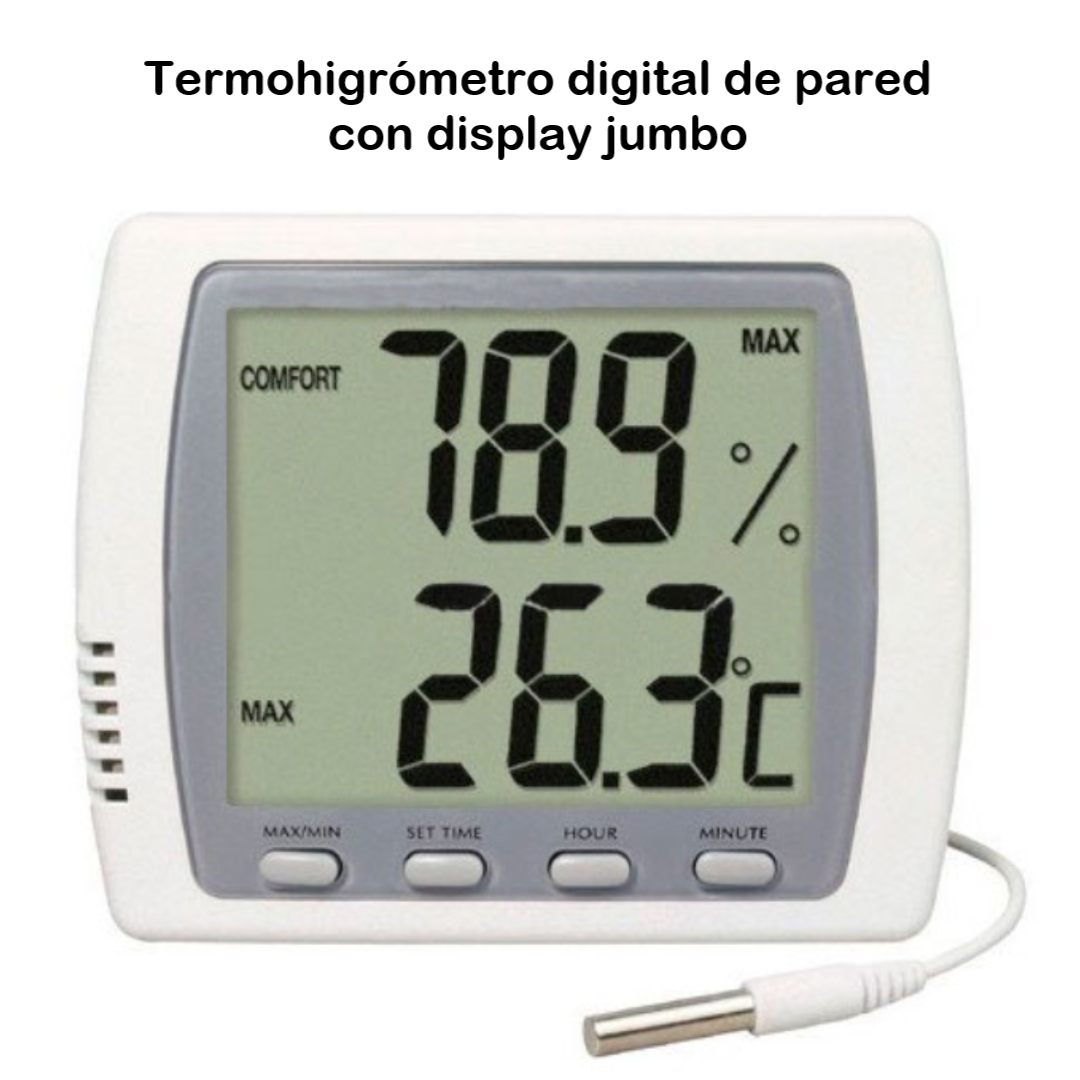 Termohigrómetro digital de pared
con display jumbo
MAX
COMFORT
78.9 %
26.3 °C
MAX
MAX/MIN SET TIME HOUR MINUTE